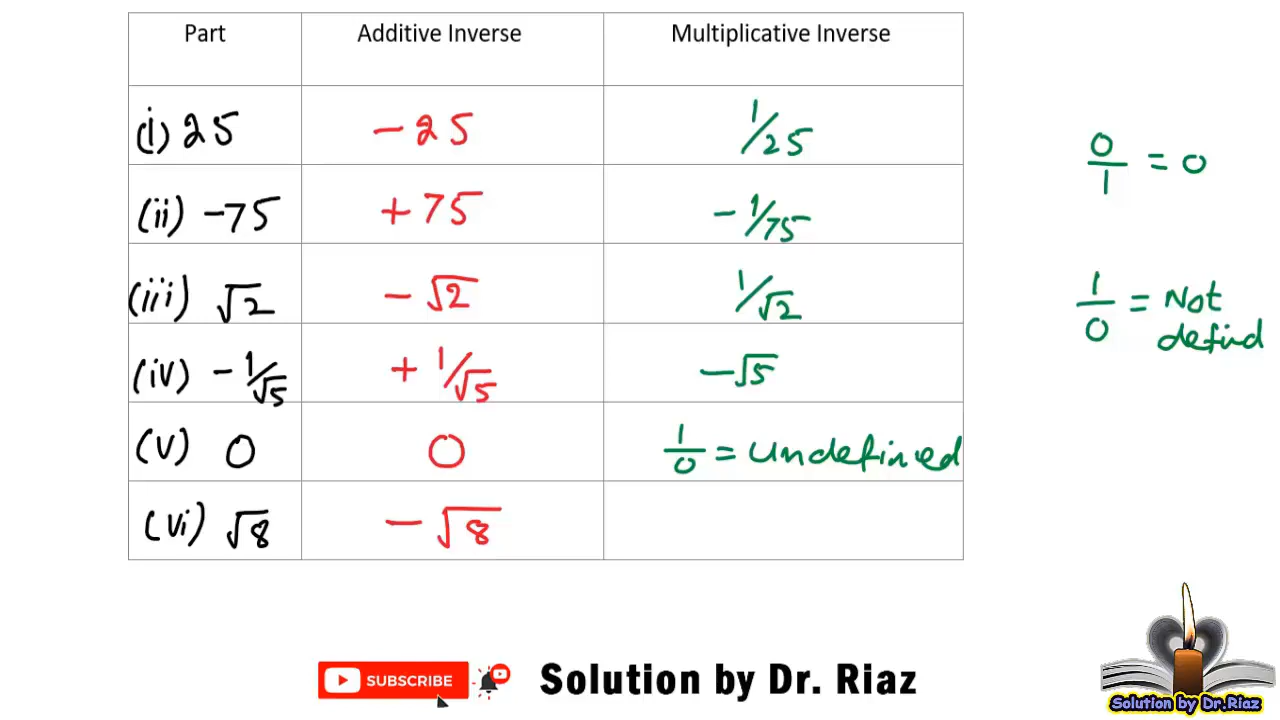 Part Additive Inverse Multiplicative Inverse
(i) 25 -25 1/25
(ii) -75 +75 -1/75
(iii) √2 -√2 1/√2
(iv) -1/√5 +1/√5 -√5
(v) 0 0 1/0 = undefined
(vi) √8 -√8
0/1 = 0
1/0 = Not
defind
SUBSCRIBE
Solution by Dr. Riaz
Solution by Dr.Riaz